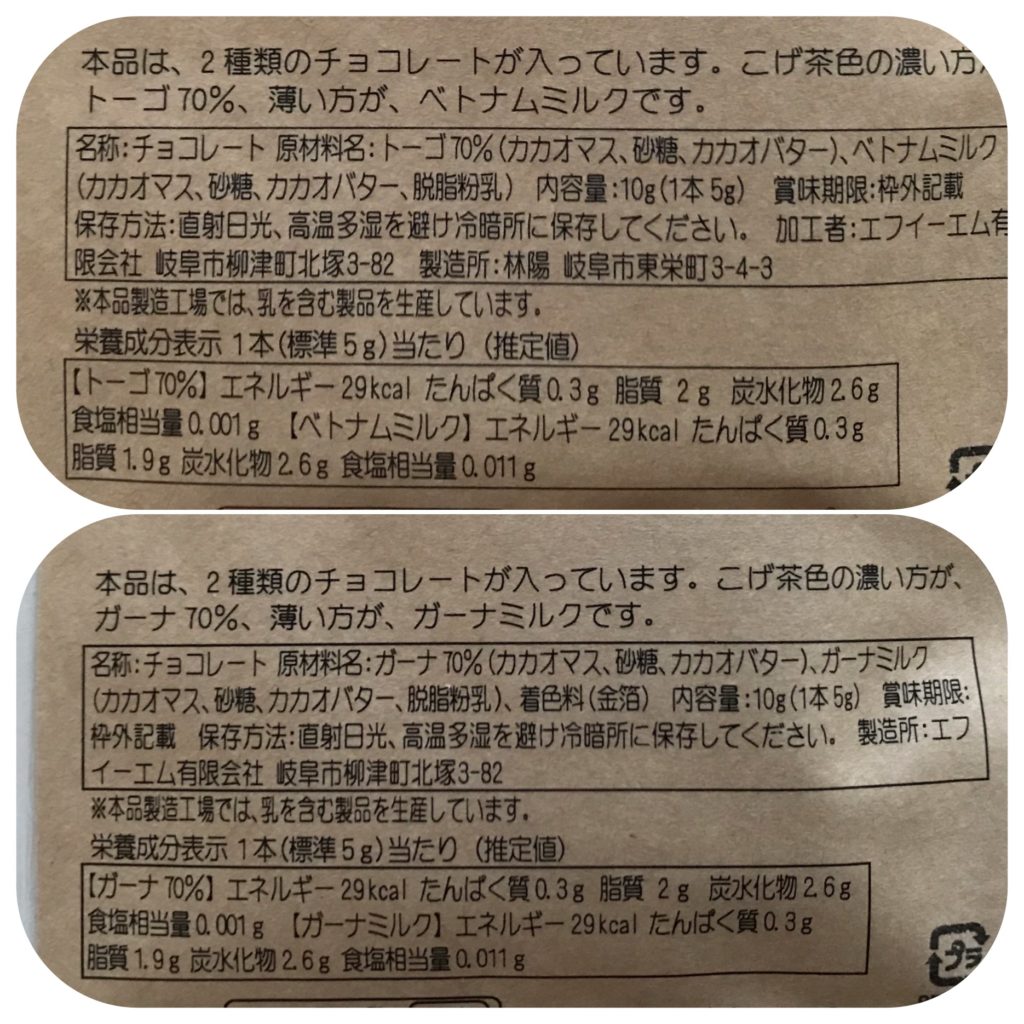 本品は、2種類のチョコレートが入っています。こげ茶色の濃い方が
トーゴ70%、薄い方が、ベトナムミルクです。
名称:チョコレート 原材料名:トーゴ70%(カカオマス、砂糖、カカオバター)、ベトナムミルク
(カカオマス、砂糖、カカオバター、脱脂粉乳) 内容量:10g(1本5g) 賞味期限:枠外記載
保存方法:直射日光、高温多湿を避け冷暗所に保存してください。 加工者:エフイーエム有
限会社 岐阜市柳津町北塚3-82 製造所:林陽 岐阜市東栄町3-4-3
※本品製造工場では、乳を含む製品を生産しています。
栄養成分表示 1本(標準5g)当たり (推定値)
【トーゴ70%】エネルギー29kcal たんぱく質0.3g 脂質 2g 炭水化物2.6g
食塩相当量0.001g 【ベトナムミルク】エネルギー29kcal たんぱく質0.3g
脂質1.9g 炭水化物2.6g 食塩相当量0.011g
本品は、2種類のチョコレートが入っています。こげ茶色の濃い方が、
ガーナ70%、薄い方が、ガーナミルクです。
名称:チョコレート 原材料名:ガーナ70%(カカオマス、砂糖、カカオバター)、ガーナミルク
(カカオマス、砂糖、カカオバター、脱脂粉乳)、着色料(金箔) 内容量:10g(1本5g) 賞味期限:
枠外記載 保存方法:直射日光、高温多湿を避け冷暗所に保存してください。 製造所:エフ
イーエム有限会社 岐阜市柳津町北塚3-82
※本品製造工場では、乳を含む製品を生産しています。
栄養成分表示 1本(標準5g)当たり (推定値)
【ガーナ70%】エネルギー29kcal たんぱく質0.3g 脂質 2g 炭水化物2.6g
食塩相当量0.001g 【ガーナミルク】エネルギー29kcal たんぱく質0.3g
脂質1.9g 炭水化物2.6g 食塩相当量0.011g
プラ